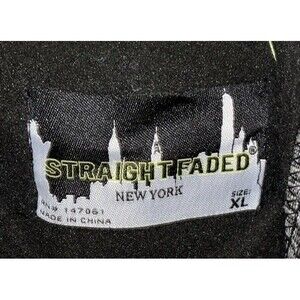 STRAIGHT FADED®
NEW YORK
SIZE:
XL
RN# 147061
MADE IN CHINA